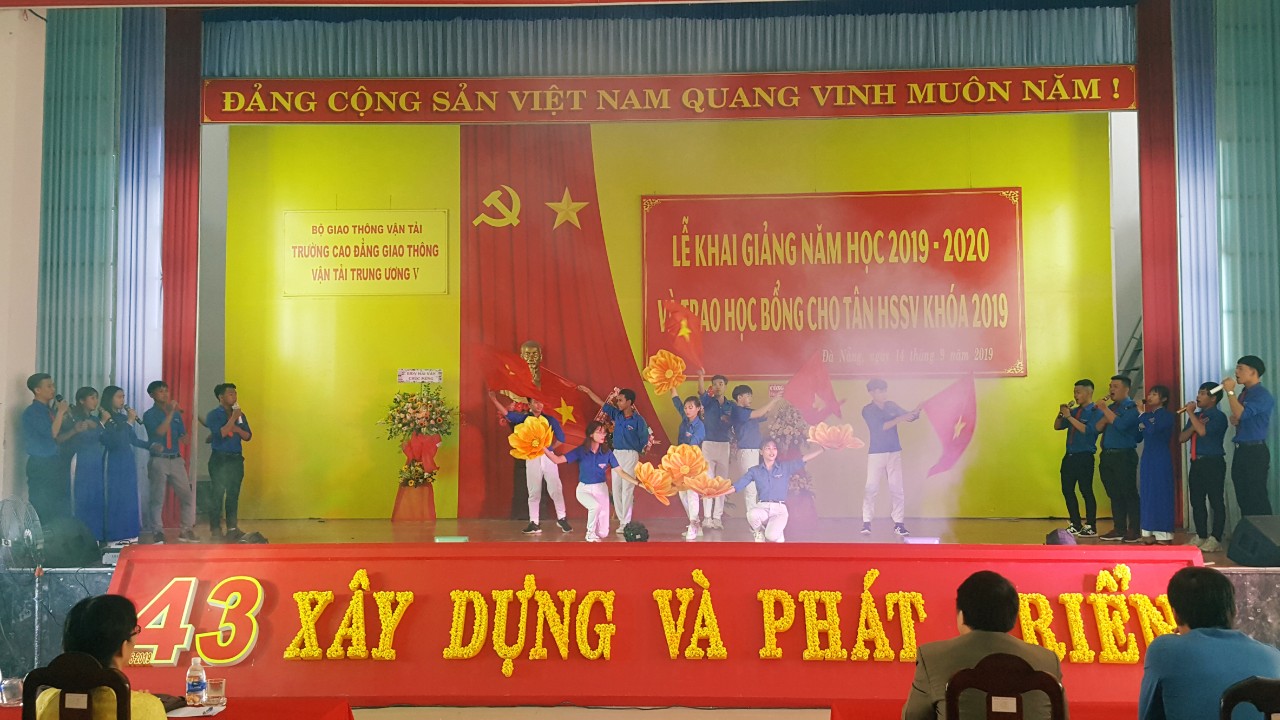 ĐẢNG CỘNG SẢN VIỆT NAM QUANG VINH MUÔN NĂM !
BỘ GIAO THÔNG VẬN TẢI
TRƯỜNG CAO ĐẲNG GIAO THÔNG
VẬN TẢI TRUNG ƯƠNG V
LỄ KHAI GIẢNG NĂM HỌC 2019 - 2020
VÀ TRAO HỌC BỔNG CHO TÂN HSSV KHÓA 2019
Đà Nẵng, ngày 14 tháng 9 năm 2019
43 XÂY DỰNG VÀ PHÁT TRIỂN